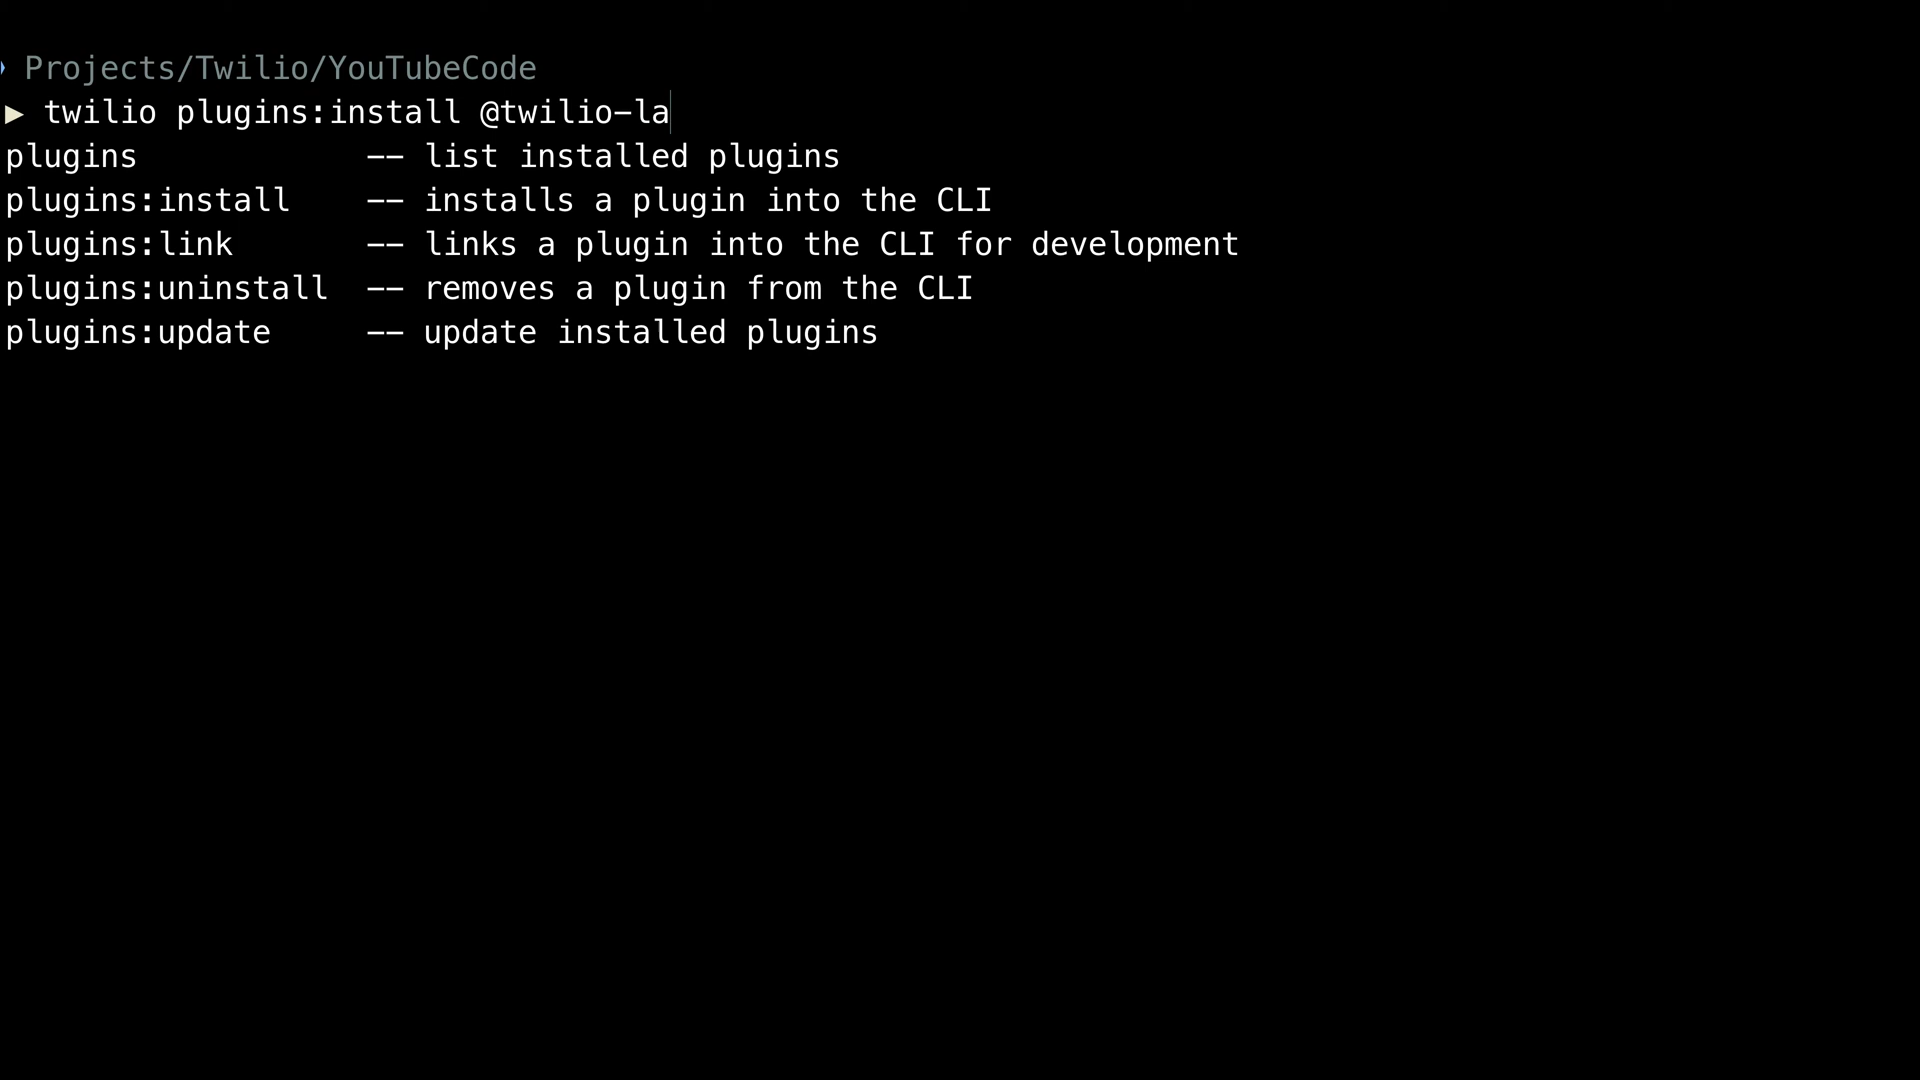 Projects/Twilio/YouTubeCode
▶ twilio plugins:install @twilio-la
plugins -- list installed plugins
plugins:install -- installs a plugin into the CLI
plugins:link -- links a plugin into the CLI for development
plugins:uninstall -- removes a plugin from the CLI
plugins:update -- update installed plugins